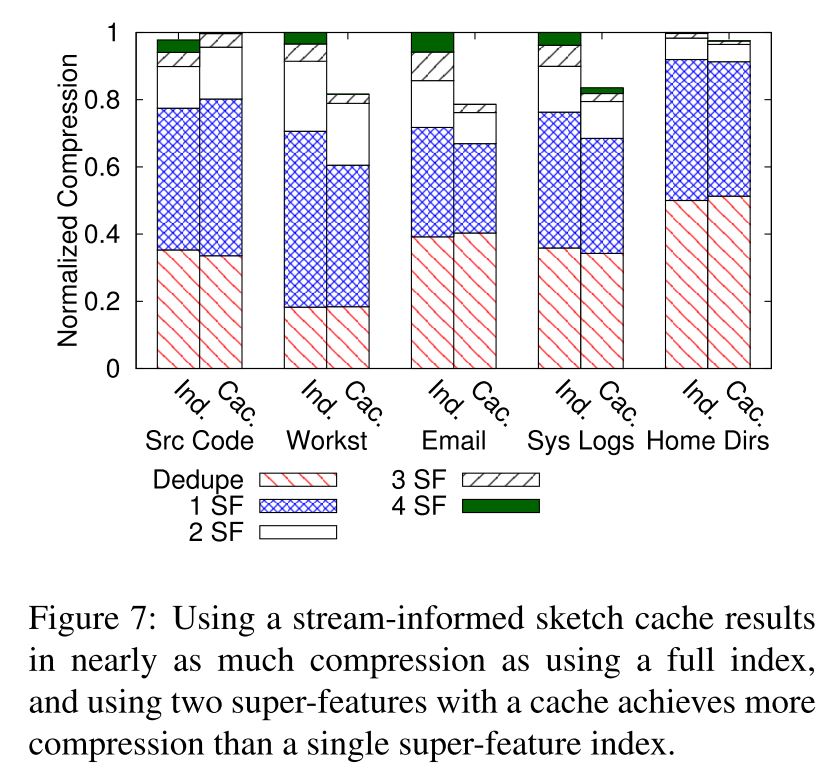 Normalized Compression
1
0.8
0.6
0.4
0.2
0
Ind. Cac. Ind. Cac. Ind. Cac. Ind. Cac. Ind. Cac.
Src Code Workst Email Sys Logs Home Dirs
Dedupe 3 SF
1 SF 4 SF
2 SF
Figure 7: Using a stream-informed sketch cache results
in nearly as much compression as using a full index,
and using two super-features with a cache achieves more
compression than a single super-feature index.